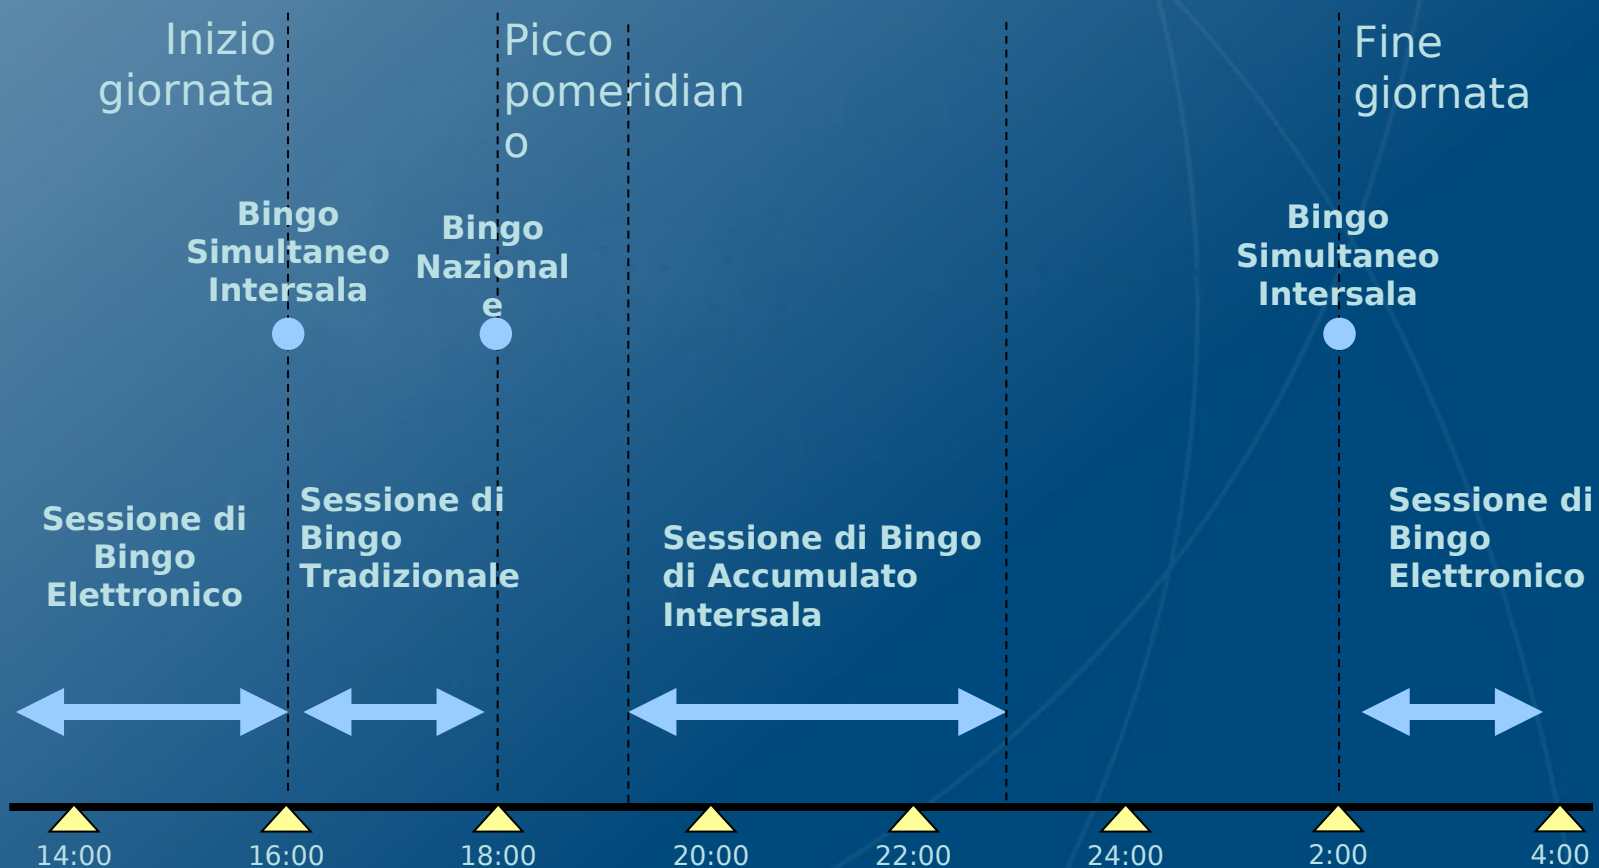 Inizio
giornata
Picco
pomeridian
o
Fine
giornata
Bingo
Simultaneo
Intersala
Bingo
Nazional
e
Bingo
Simultaneo
Intersala
Sessione di
Bingo
Elettronico
Sessione di
Bingo
Tradizionale
Sessione di Bingo
di Accumulato
Intersala
Sessione di
Bingo
Elettronico
14:00 16:00 18:00 20:00 22:00 24:00 2:00 4:00